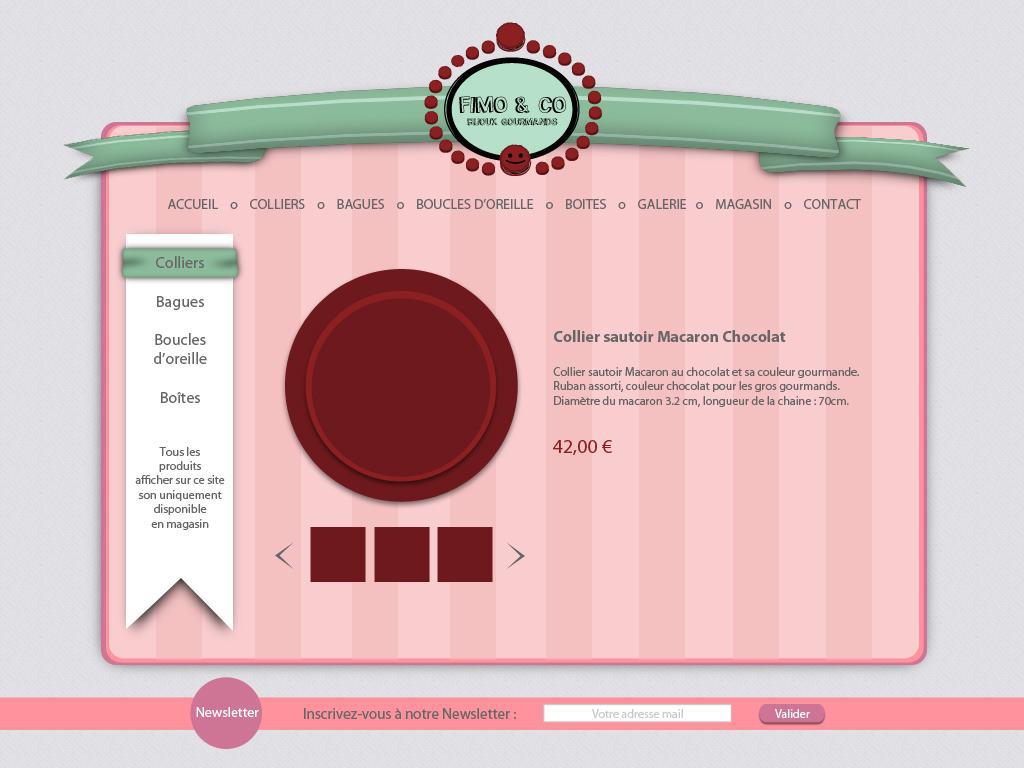 FIMO & CO
BIJOUX GOURMANDS
ACCUEIL o COLLIERS o BAGUES o BOUCLES D'OREILLE o BOITES o GALERIE o MAGASIN o CONTACT
Colliers
Bagues
Boucles
d'oreille
Boîtes
Tous les
produits
afficher sur ce site
son uniquement
disponible
en magasin
Collier sautoir Macaron Chocolat
Collier sautoir Macaron au chocolat et sa couleur gourmande.
Ruban assorti, couleur chocolat pour les gros gourmands.
Diamètre du macaron 3.2 cm, longueur de la chaine : 70cm.
42,00 €
Newsletter
Inscrivez-vous à notre Newsletter :
Votre adresse mail
Valider